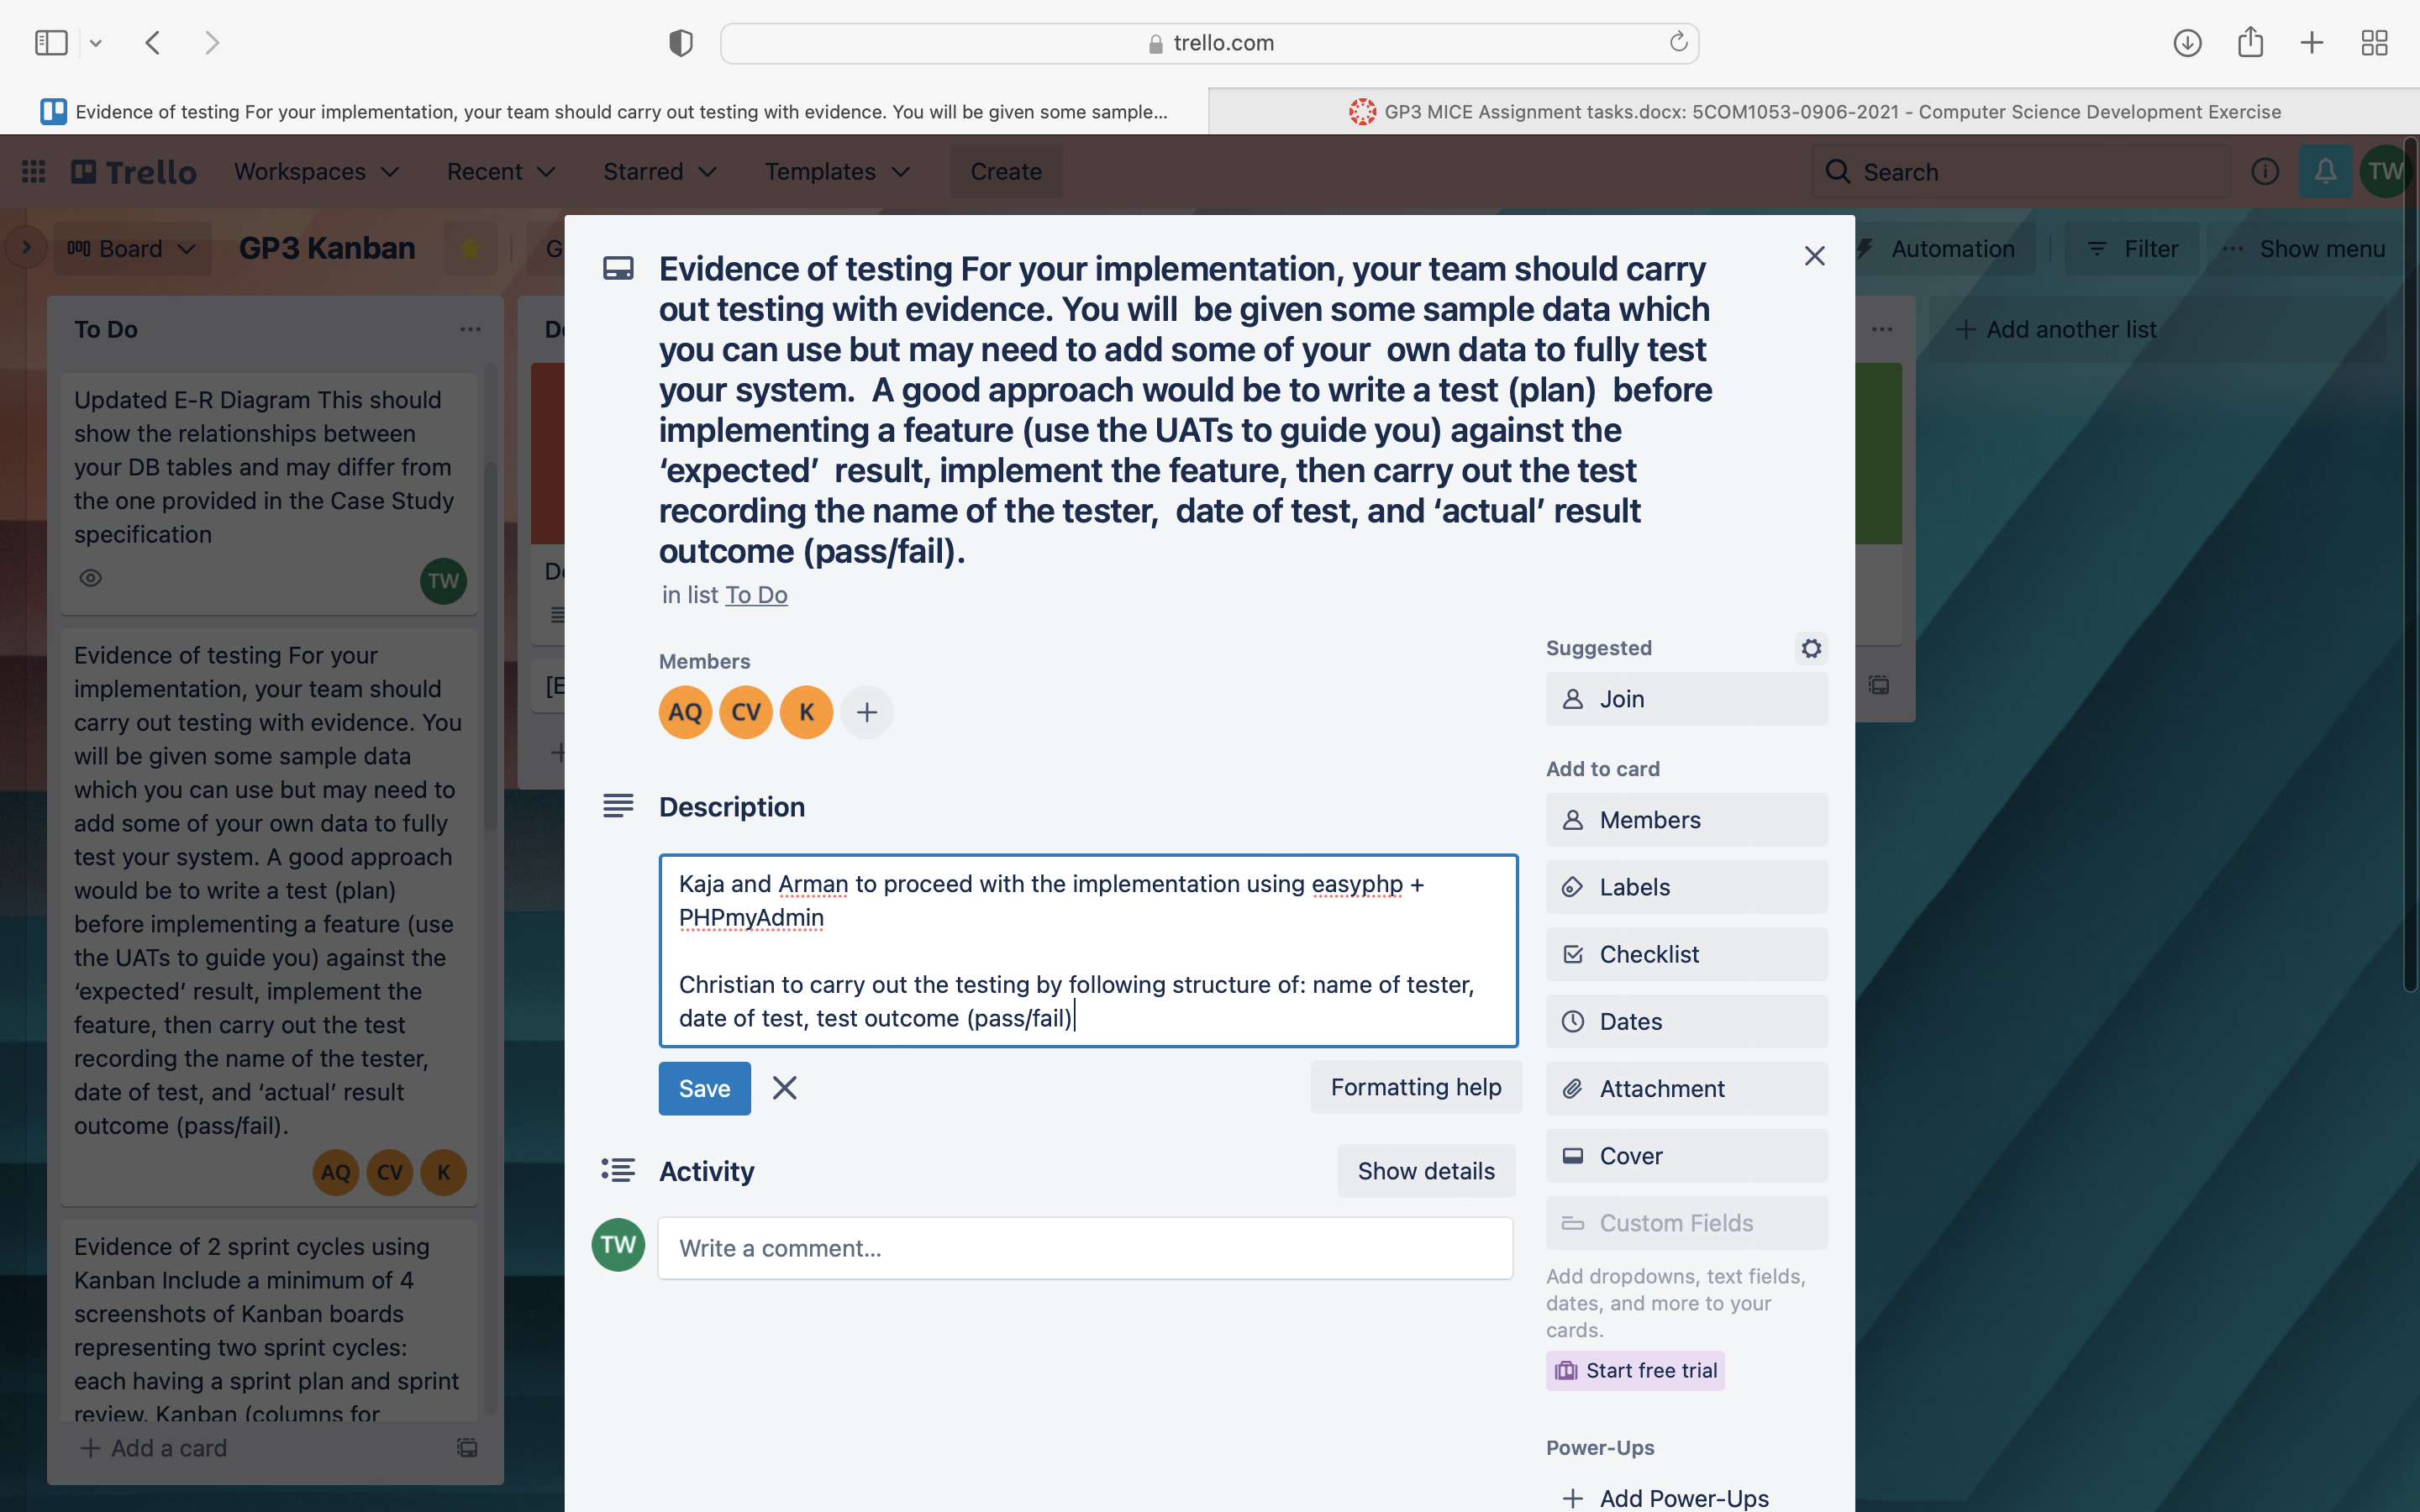 trello.com
Evidence of testing For your implementation, your team should carry out testing with evidence. You will be given some sample...
GP3 MICE Assignment tasks.docx: 5COM1053-0906-2021 - Computer Science Development Exercise
Trello
Workspaces
Recent
Starred
Templates
Create
Search
TW
Board
GP3 Kanban
G
Automation
Filter
Show menu
To Do
Updated E-R Diagram This should
show the relationships between
your DB tables and may differ from
the one provided in the Case Study
specification
TW
Evidence of testing For your
implementation, your team should
carry out testing with evidence. You
will be given some sample data
which you can use but may need to
add some of your own data to fully
test your system. A good approach
would be to write a test (plan)
before implementing a feature (use
the UATs to guide you) against the
‘expected’ result, implement the
feature, then carry out the test
recording the name of the tester,
date of test, and ‘actual’ result
outcome (pass/fail).
AQ CV K
Evidence of 2 sprint cycles using
Kanban Include a minimum of 4
screenshots of Kanban boards
representing two sprint cycles:
each having a sprint plan and sprint
review. Kanban (columns for
+ Add a card
D
D
[E
+ Add another list
Evidence of testing For your implementation, your team should carry
out testing with evidence. You will  be given some sample data which
you can use but may need to add some of your  own data to fully test
your system.  A good approach would be to write a test (plan)  before
implementing a feature (use the UATs to guide you) against the
‘expected’  result, implement the feature, then carry out the test
recording the name of the tester,  date of test, and ‘actual’ result
outcome (pass/fail).
in list To Do
Members
AQ CV K +
Description
Kaja and Arman to proceed with the implementation using easyphp +
PHPmyAdmin
Christian to carry out the testing by following structure of: name of tester,
date of test, test outcome (pass/fail)
Save
Formatting help
Activity
Show details
TW
Write a comment...
Suggested
Join
Add to card
Members
Labels
Checklist
Dates
Attachment
Cover
Custom Fields
Add dropdowns, text fields,
dates, and more to your
cards.
Start free trial
Power-Ups
+ Add Power-Ups